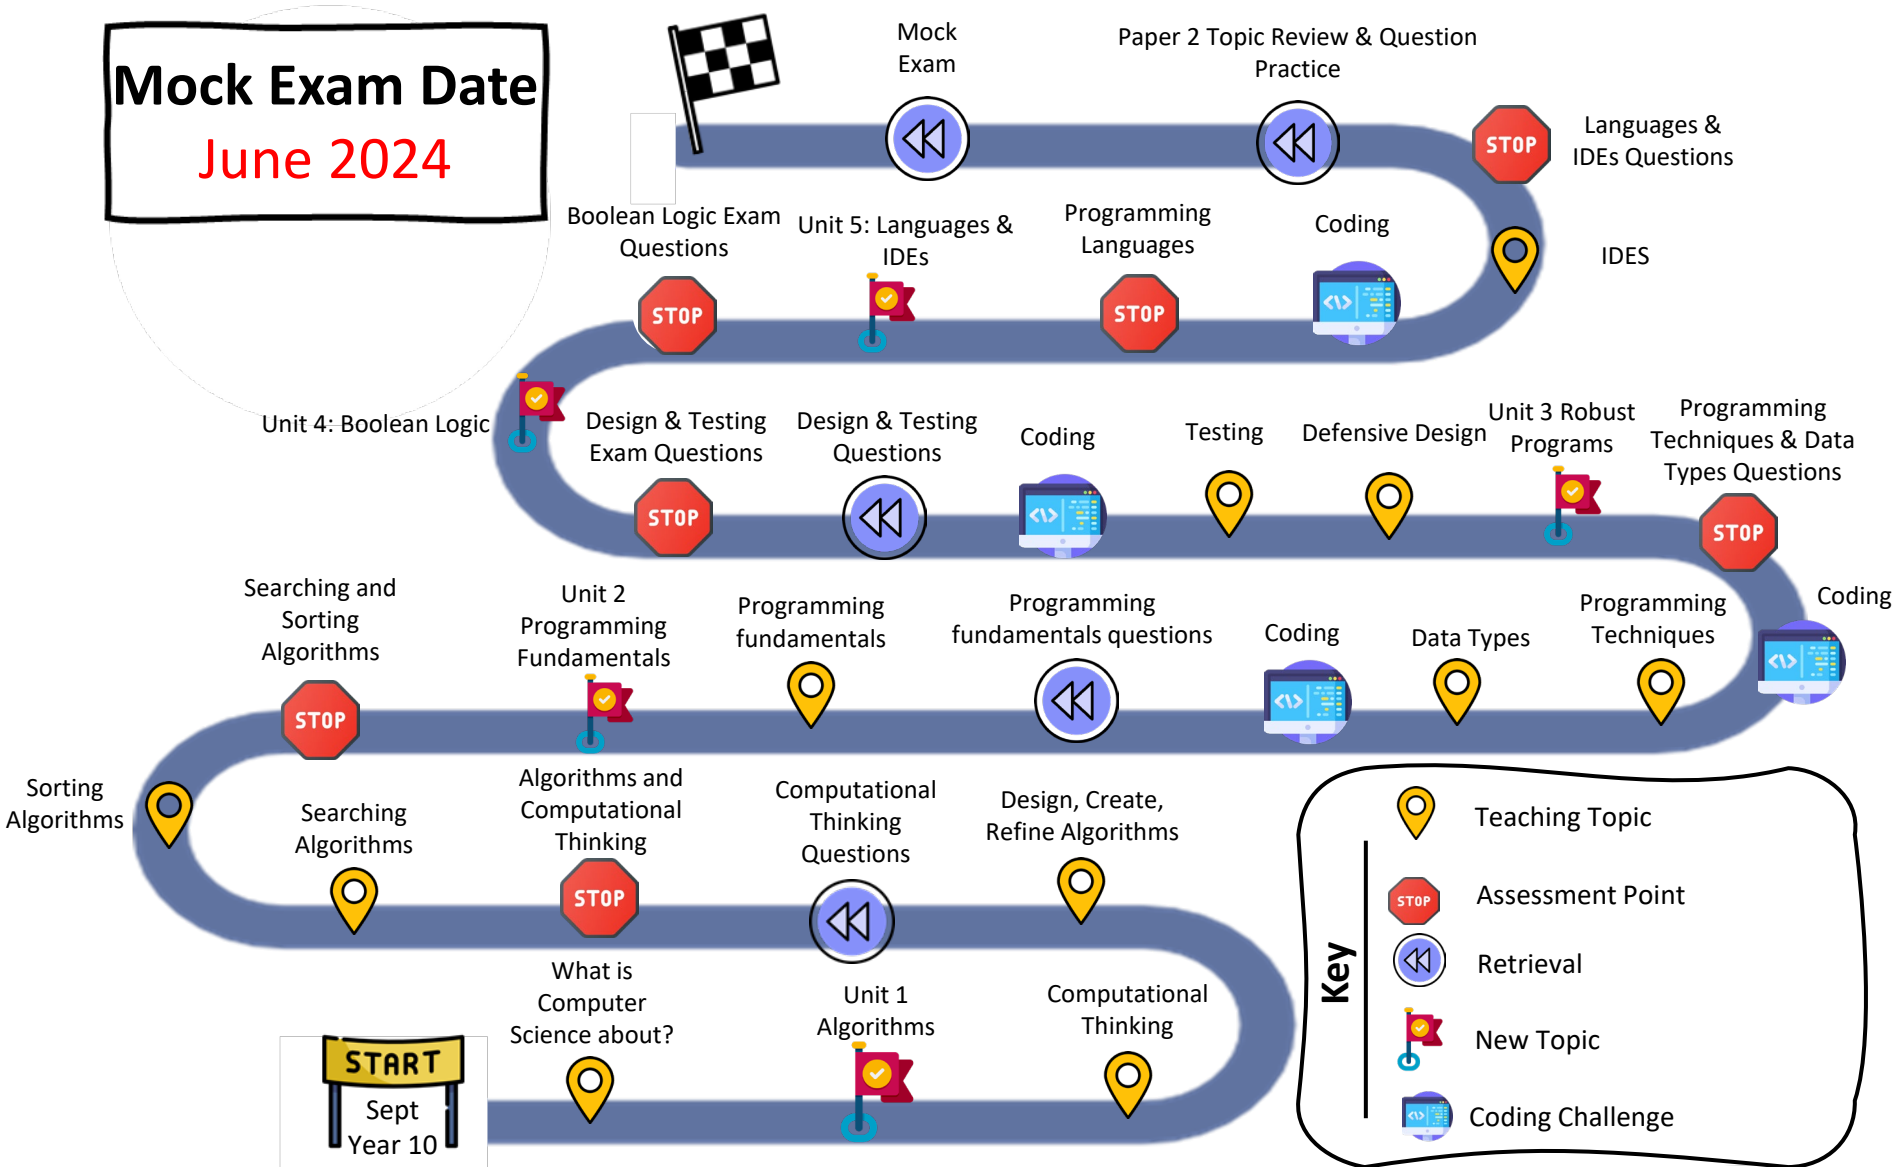 Mock Exam Date
June 2024
Mock
Exam
Paper 2 Topic Review & Question
Practice
STOP
Languages &
IDEs Questions
Boolean Logic Exam
Questions
STOP
Unit 5: Languages &
IDEs
Programming
Languages
STOP
Coding
IDES
Unit 4: Boolean Logic
Design & Testing
Exam Questions
STOP
Design & Testing
Questions
Coding
Testing
Defensive Design
Unit 3 Robust
Programs
Programming
Techniques & Data
Types Questions
STOP
Searching and
Sorting
Algorithms
STOP
Unit 2
Programming
Fundamentals
Programming
fundamentals
Programming
fundamentals questions
Coding
Data Types
Programming
Techniques
Coding
Sorting
Algorithms
Searching
Algorithms
Algorithms and
Computational
Thinking
STOP
Computational
Thinking
Questions
Design, Create,
Refine Algorithms
START
Sept
Year 10
What is
Computer
Science about?
Unit 1
Algorithms
Computational
Thinking
Key
Teaching Topic
STOP
Assessment Point
Retrieval
New Topic
Coding Challenge